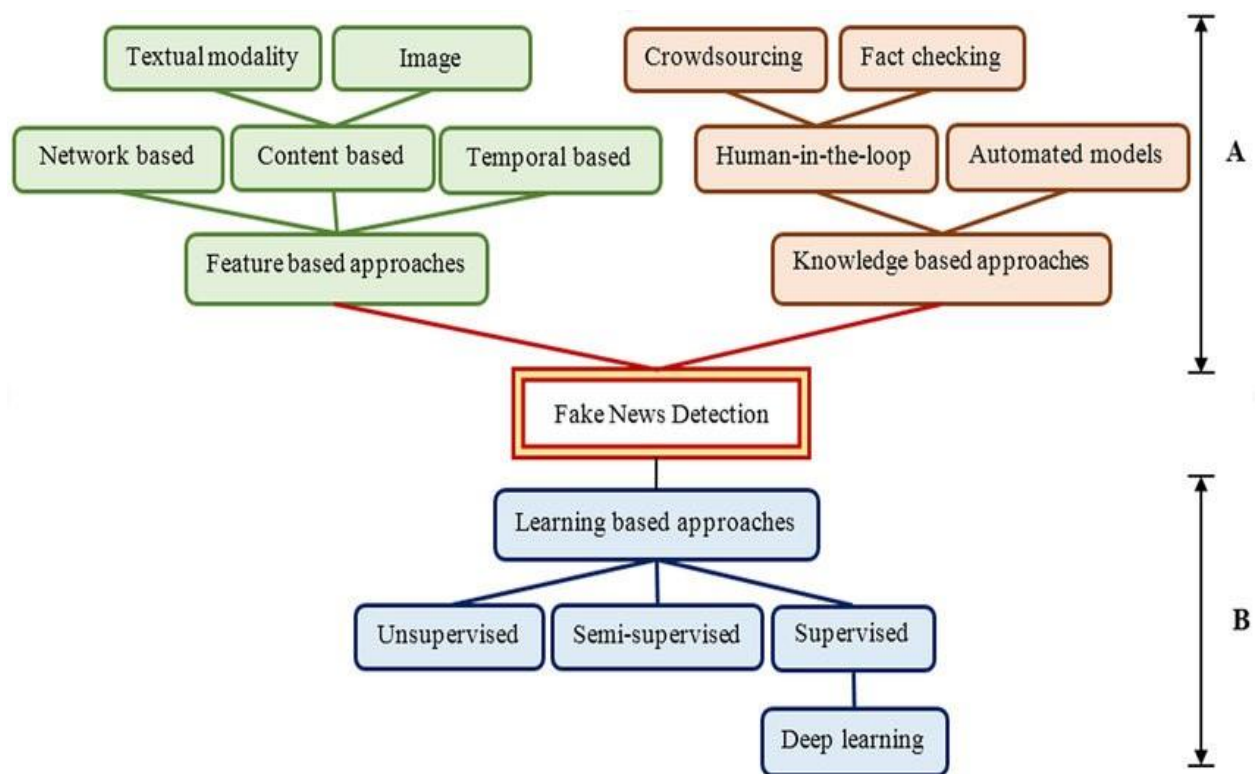 Textual modality
Image
Crowdsourcing
Fact checking
Network based
Content based
Temporal based
Human-in-the-loop
Automated models
A
Feature based approaches
Knowledge based approaches
Fake News Detection
Learning based approaches
Unsupervised
Semi-supervised
Supervised
B
Deep learning